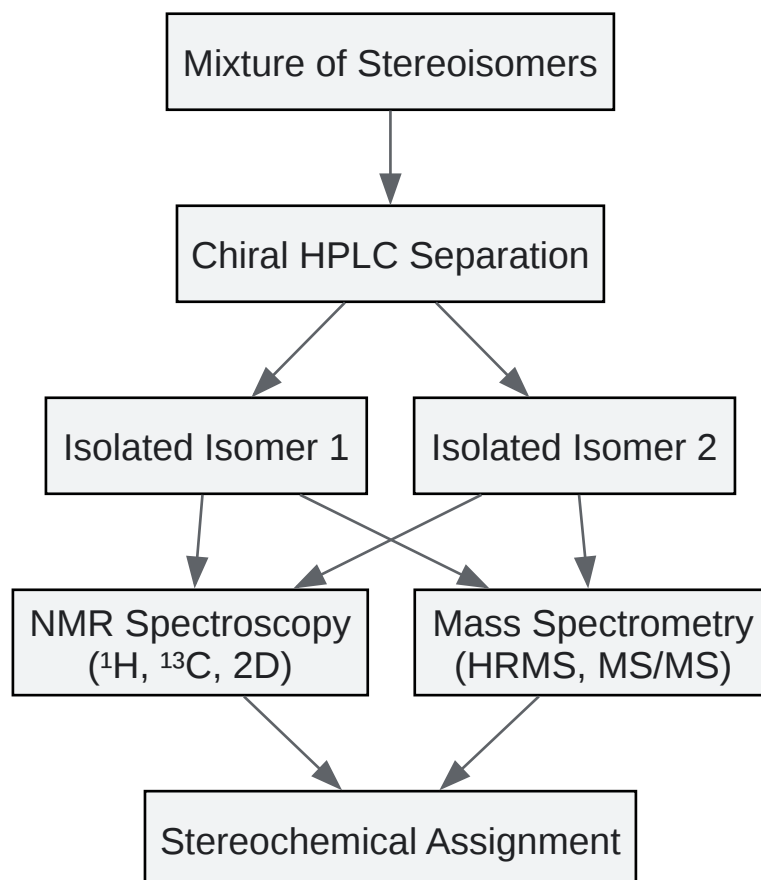 Mixture of Stereoisomers
Chiral HPLC Separation
Isolated Isomer 1
Isolated Isomer 2
NMR Spectroscopy
(¹H, ¹³C, 2D)
Mass Spectrometry
(HRMS, MS/MS)
Stereochemical Assignment